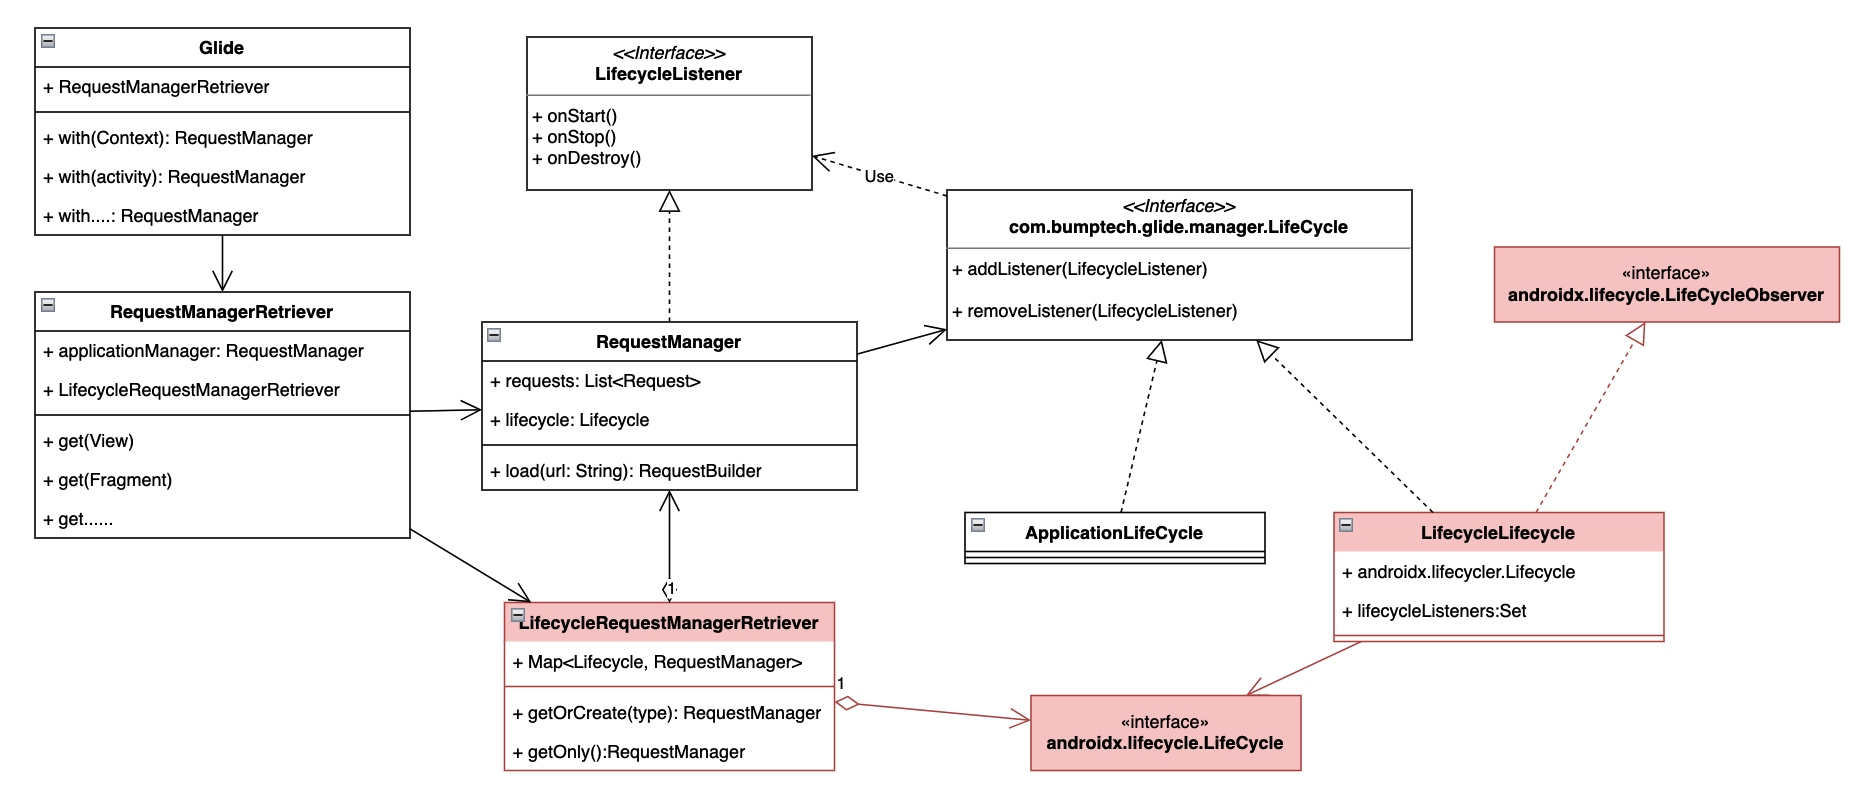 Glide
+ RequestManagerRetriever
+ with(Context): RequestManager
+ with(activity): RequestManager
+ with....: RequestManager
<<Interface>>
LifecycleListener
+ onStart()
+ onStop()
+ onDestroy()
Use
<<Interface>>
com.bumptech.glide.manager.LifeCycle
+ addListener(LifecycleListener)
+ removeListener(LifecycleListener)
«interface»
androidx.lifecycle.LifeCycleObserver
RequestManagerRetriever
+ applicationManager: RequestManager
+ LifecycleRequestManagerRetriever
+ get(View)
+ get(Fragment)
+ get......
RequestManager
+ requests: List<Request>
+ lifecycle: Lifecycle
+ load(url: String): RequestBuilder
ApplicationLifeCycle
LifecycleLifecycle
+ androidx.lifecycler.Lifecycle
+ lifecycleListeners:Set
1
LifecycleRequestManagerRetriever
+ Map<Lifecycle, RequestManager>
+ getOrCreate(type): RequestManager
+ getOnly():RequestManager
1
«interface»
androidx.lifecycle.LifeCycle